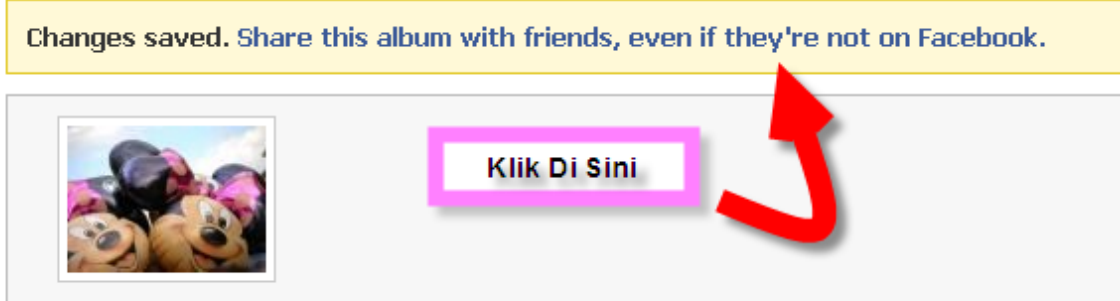 Changes saved. Share this album with friends, even if they're not on Facebook.
Klik Di Sini